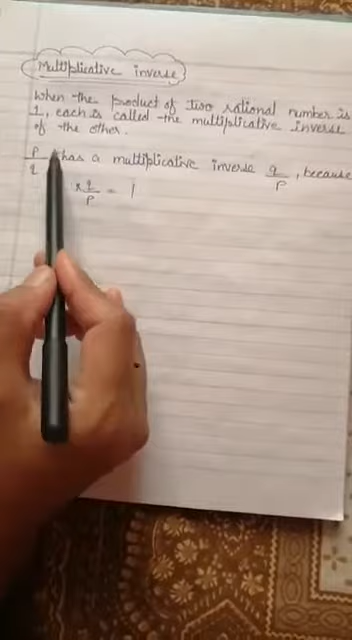 Multiplicative inverse
When the product of two rational number is
1, each is called the multiplicative inverse
of the other.
p/q has a multiplicative inverse q/p, because
x q/p = 1